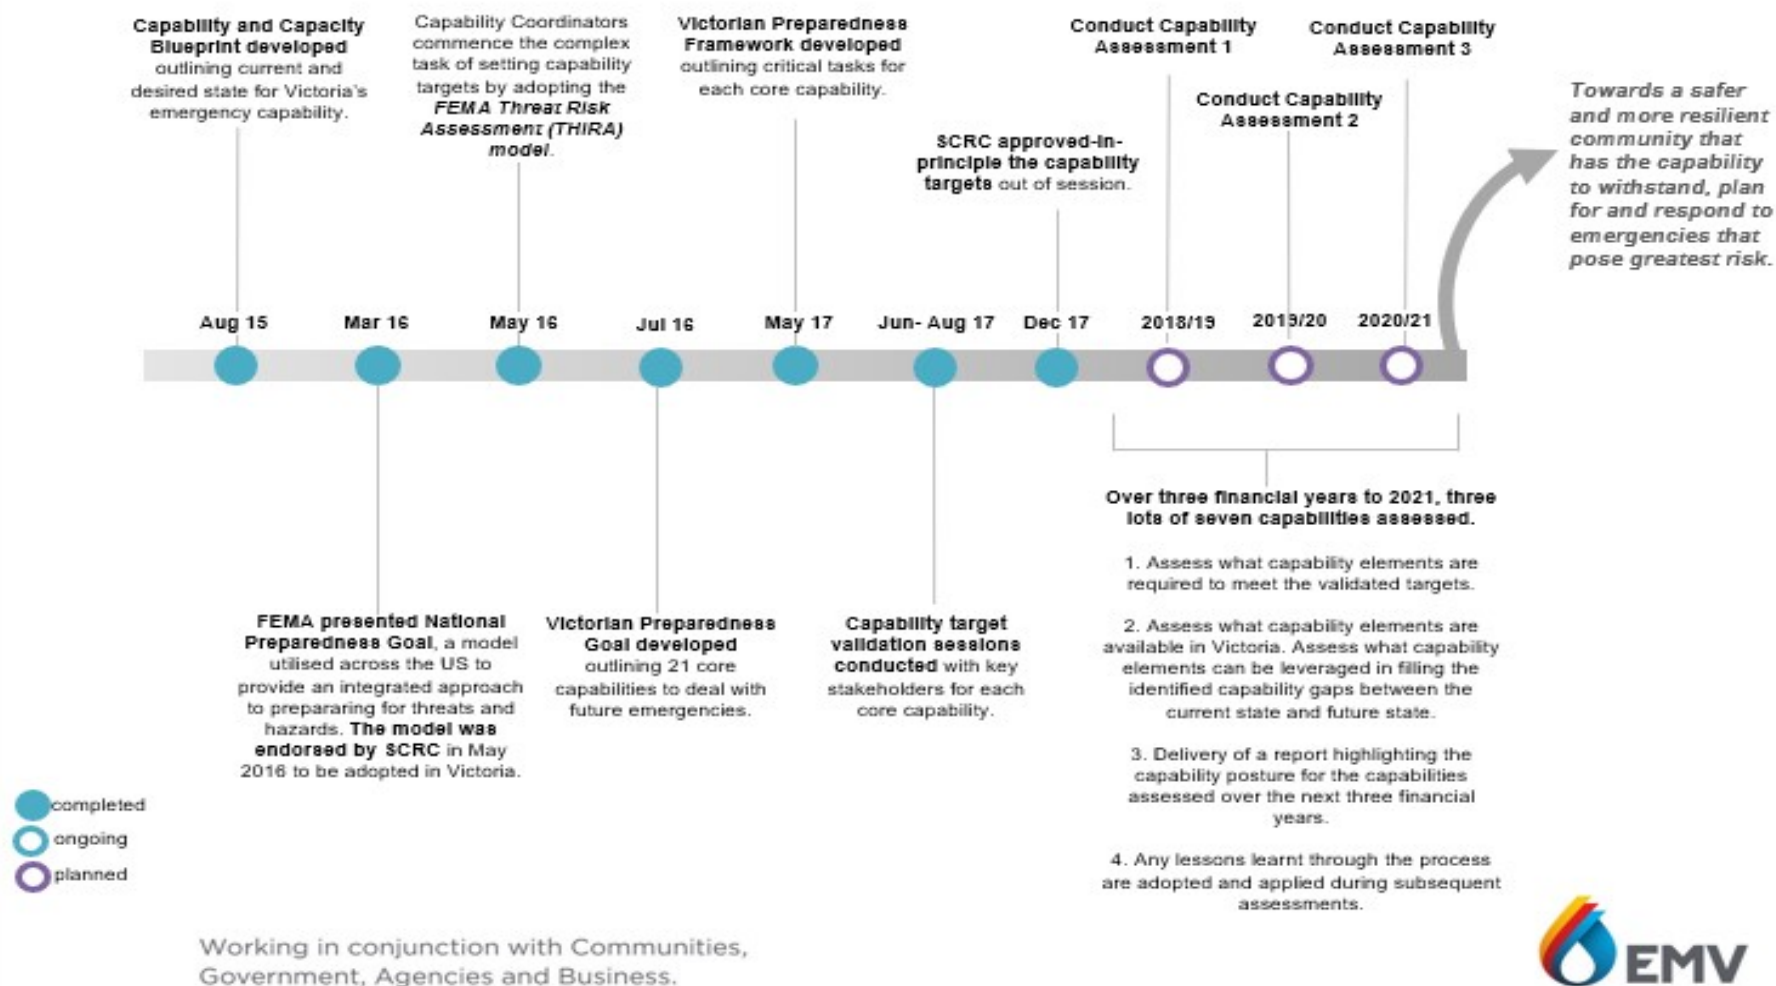 Capability and Capacity
Blueprint developed
outlining current and
desired state for Victoria's
emergency capability.
Capability Coordinators
commence the complex
task of setting capability
targets by adopting the
FEMA Threat Risk
Assessment (THIRA)
model.
Victorian Preparedness
Framework developed
outlining critical tasks for
each core capability.
SCRC approved-in-
principle the capability
targets out of session.
Conduct Capability
Assessment 1
Conduct Capability
Assessment 2
Conduct Capability
Assessment 3
Towards a safer
and more resilient
community that
has the capability
to withstand, plan
for and respond to
emergencies that
pose greatest risk.
Aug 15
Mar 16
May 16
Jul 16
May 17
Jun- Aug 17
Dec 17
2018/19
2019/20
2020/21
FEMA presented National
Preparedness Goal, a model
utilised across the US to
provide an integrated approach
to prepararing for threats and
hazards. The model was
endorsed by SCRC in May
2016 to be adopted in Victoria.
Victorian Preparedness
Goal developed
outlining 21 core
capabilities to deal with
future emergencies.
Capability target
validation sessions
conducted with key
stakeholders for each
core capability.
Over three financial years to 2021, three
lots of seven capabilities assessed.
1. Assess what capability elements are
required to meet the validated targets.
2. Assess what capability elements are
available in Victoria. Assess what capability
elements can be leveraged in filling the
identified capability gaps between the
current state and future state.
3. Delivery of a report highlighting the
capability posture for the capabilities
assessed over the next three financial
years.
4. Any lessons learnt through the process
are adopted and applied during subsequent
assessments.
completed
ongoing
planned
Working in conjunction with Communities,
Government, Agencies and Business.
EMV